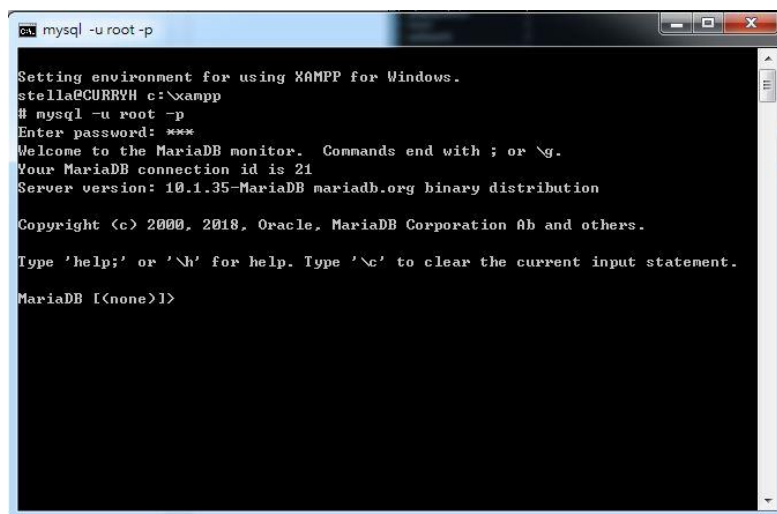 mysql -u root -p
Setting environment for using XAMPP for Windows.
stella@CURRYH c:\xampp
# mysql -u root -p
Enter password: ***
Welcome to the MariaDB monitor.  Commands end with ; or \g.
Your MariaDB connection id is 21
Server version: 10.1.35-MariaDB mariadb.org binary distribution
Copyright (c) 2000, 2018, Oracle, MariaDB Corporation Ab and others.
Type 'help;' or '\h' for help. Type '\c' to clear the current input statement.
MariaDB [(none)]>